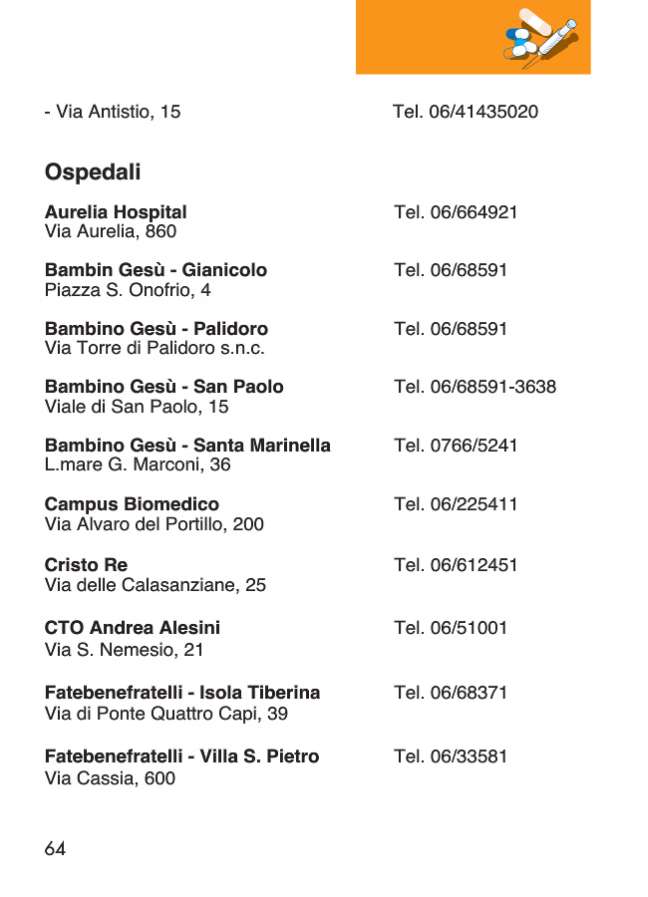 - Via Antistio, 15 Tel. 06/41435020
Ospedali
Aurelia Hospital Tel. 06/664921
Via Aurelia, 860
Bambin Gesù - Gianicolo Tel. 06/68591
Piazza S. Onofrio, 4
Bambino Gesù - Palidoro Tel. 06/68591
Via Torre di Palidoro s.n.c.
Bambino Gesù - San Paolo Tel. 06/68591-3638
Viale di San Paolo, 15
Bambino Gesù - Santa Marinella Tel. 0766/5241
L.mare G. Marconi, 36
Campus Biomedico Tel. 06/225411
Via Alvaro del Portillo, 200
Cristo Re Tel. 06/612451
Via delle Calasanziane, 25
CTO Andrea Alesini Tel. 06/51001
Via S. Nemesio, 21
Fatebenefratelli - Isola Tiberina Tel. 06/68371
Via di Ponte Quattro Capi, 39
Fatebenefratelli - Villa S. Pietro Tel. 06/33581
Via Cassia, 600
64